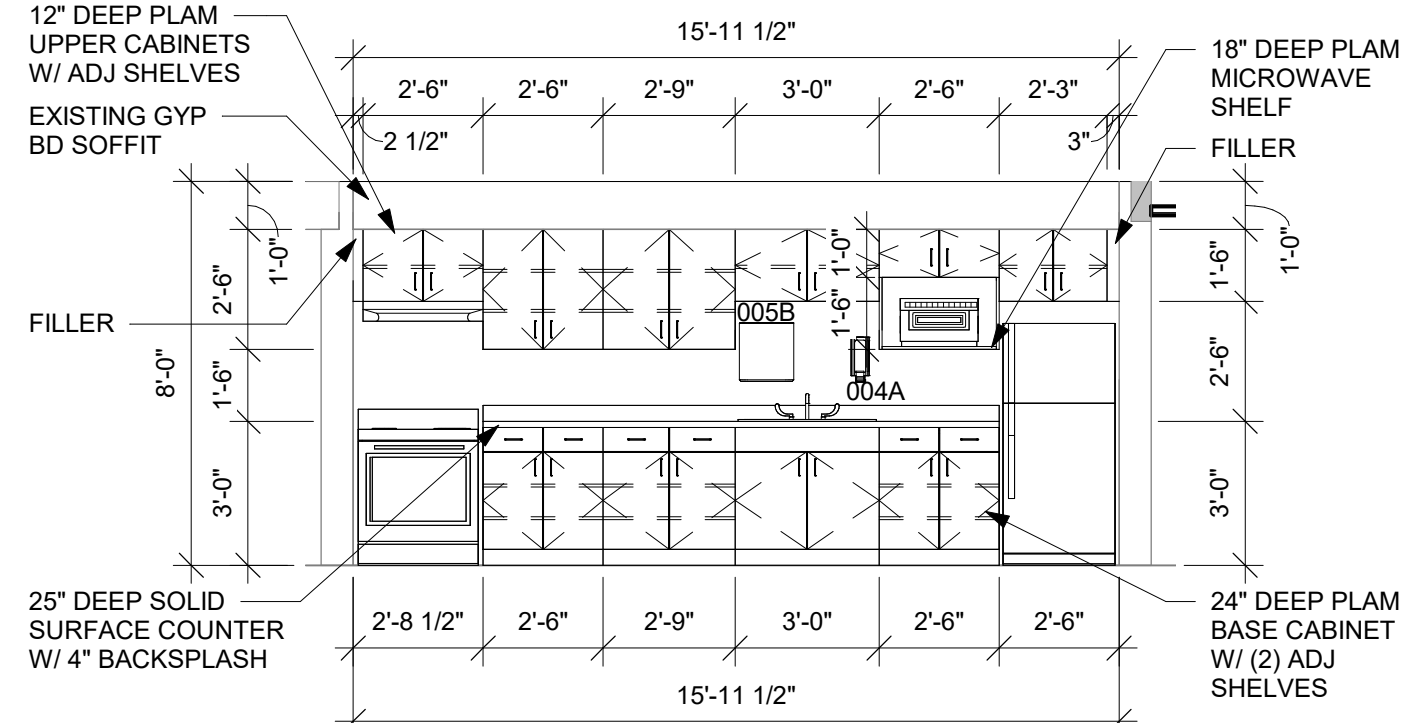 12" DEEP PLAM
UPPER CABINETS
W/ ADJ SHELVES
EXISTING GYP
BD SOFFIT
FILLER
15'-11 1/2"
2'-6"
2'-6"
2'-9"
3'-0"
2'-6"
2'-3"
2 1/2"
3"
18" DEEP PLAM
MICROWAVE
SHELF
FILLER
8'-0"
1'-0"
2'-6"
1'-6"
3'-0"
1'-0"
1'-6"
005B
004A
1'-0"
1'-6"
2'-6"
3'-0"
25" DEEP SOLID
SURFACE COUNTER
W/ 4" BACKSPLASH
2'-8 1/2"
2'-6"
2'-9"
3'-0"
2'-6"
2'-6"
15'-11 1/2"
24" DEEP PLAM
BASE CABINET
W/ (2) ADJ
SHELVES